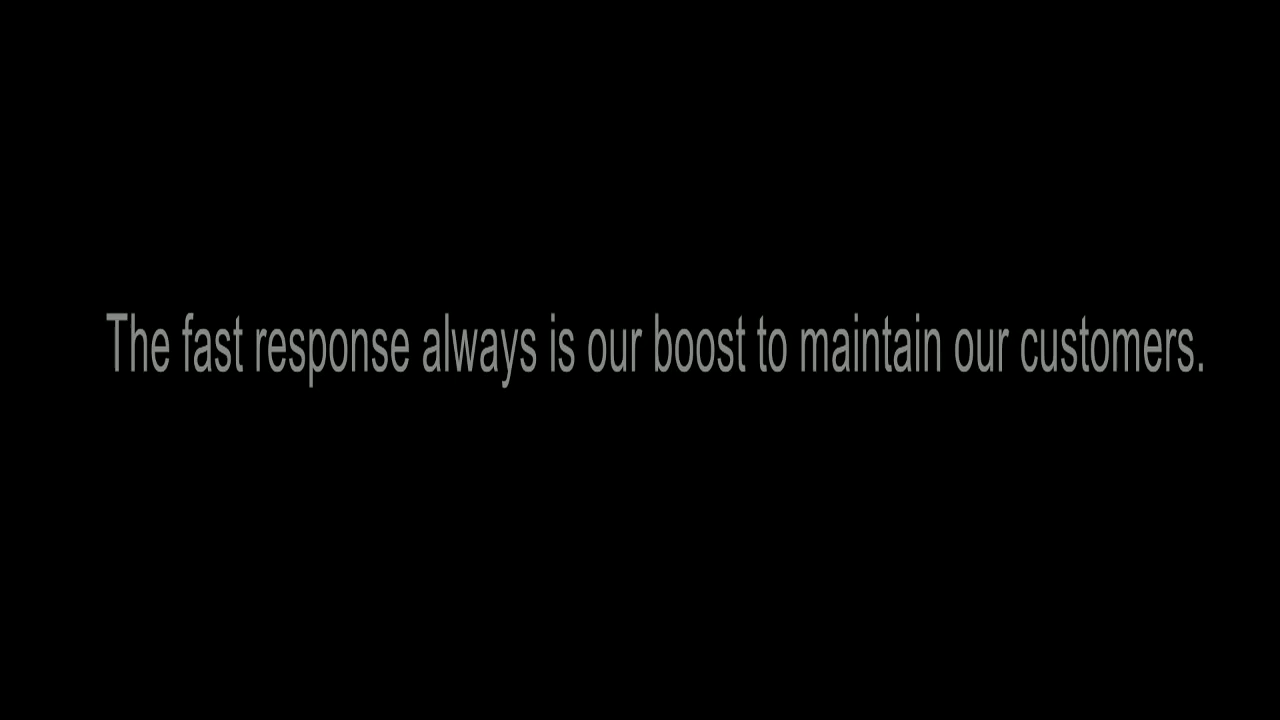 The fast response always is our boost to maintain our customers.